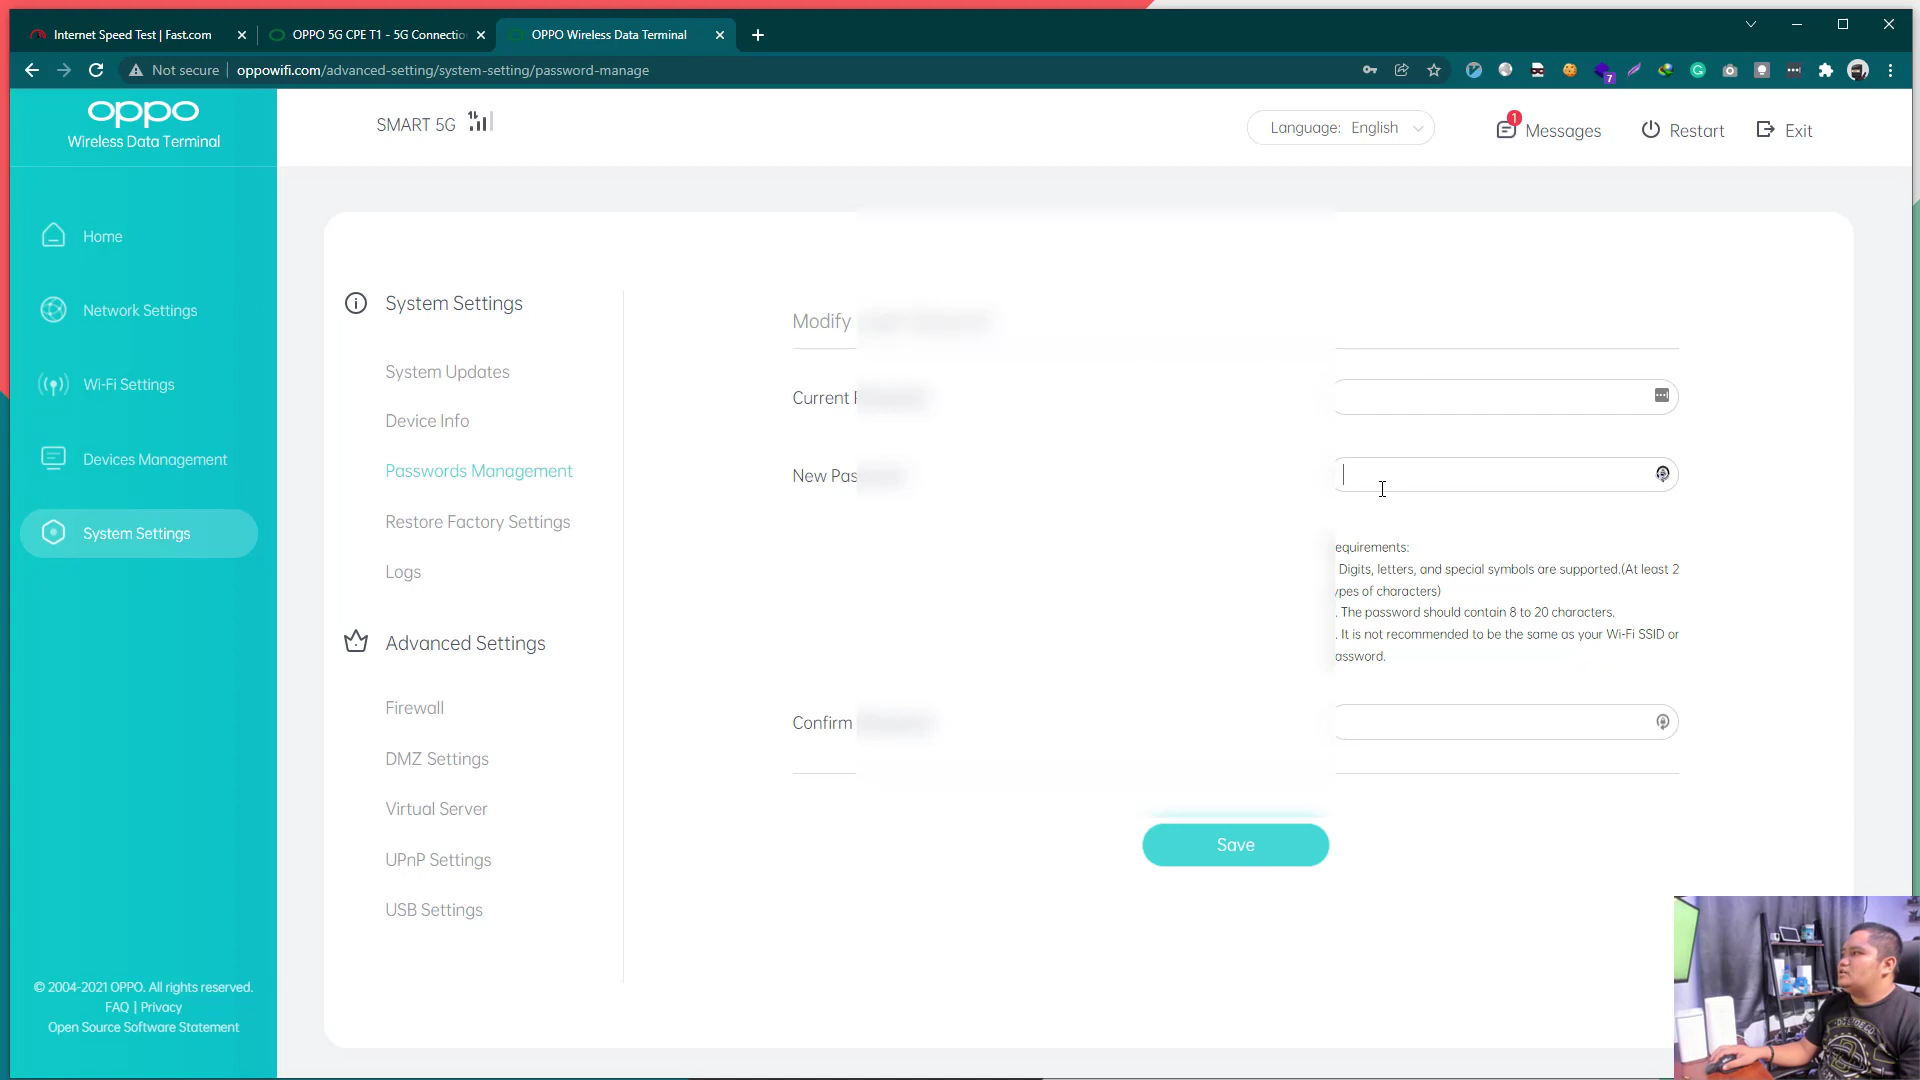 Internet Speed Test | Fast.com
OPPO 5G CPE T1 - 5G Connectio
OPPO Wireless Data Terminal
Not secure
oppowifi.com/advanced-setting/system-setting/password-manage
7
oppo
Wireless Data Terminal
SMART 5G
Language: English
1
Messages
Restart
Exit
Home
Network Settings
Wi-Fi Settings
Devices Management
System Settings
System Settings
System Updates
Device Info
Passwords Management
Restore Factory Settings
Logs
Advanced Settings
Firewall
DMZ Settings
Virtual Server
UPnP Settings
USB Settings
Modify
Current
New Pas
equirements:
Digits, letters, and special symbols are supported.(At least 2
ypes of characters)
. The password should contain 8 to 20 characters.
. It is not recommended to be the same as your Wi-Fi SSID or
assword.
Confirm
Save
© 2004-2021 OPPO. All rights reserved.
FAQ | Privacy
Open Source Software Statement